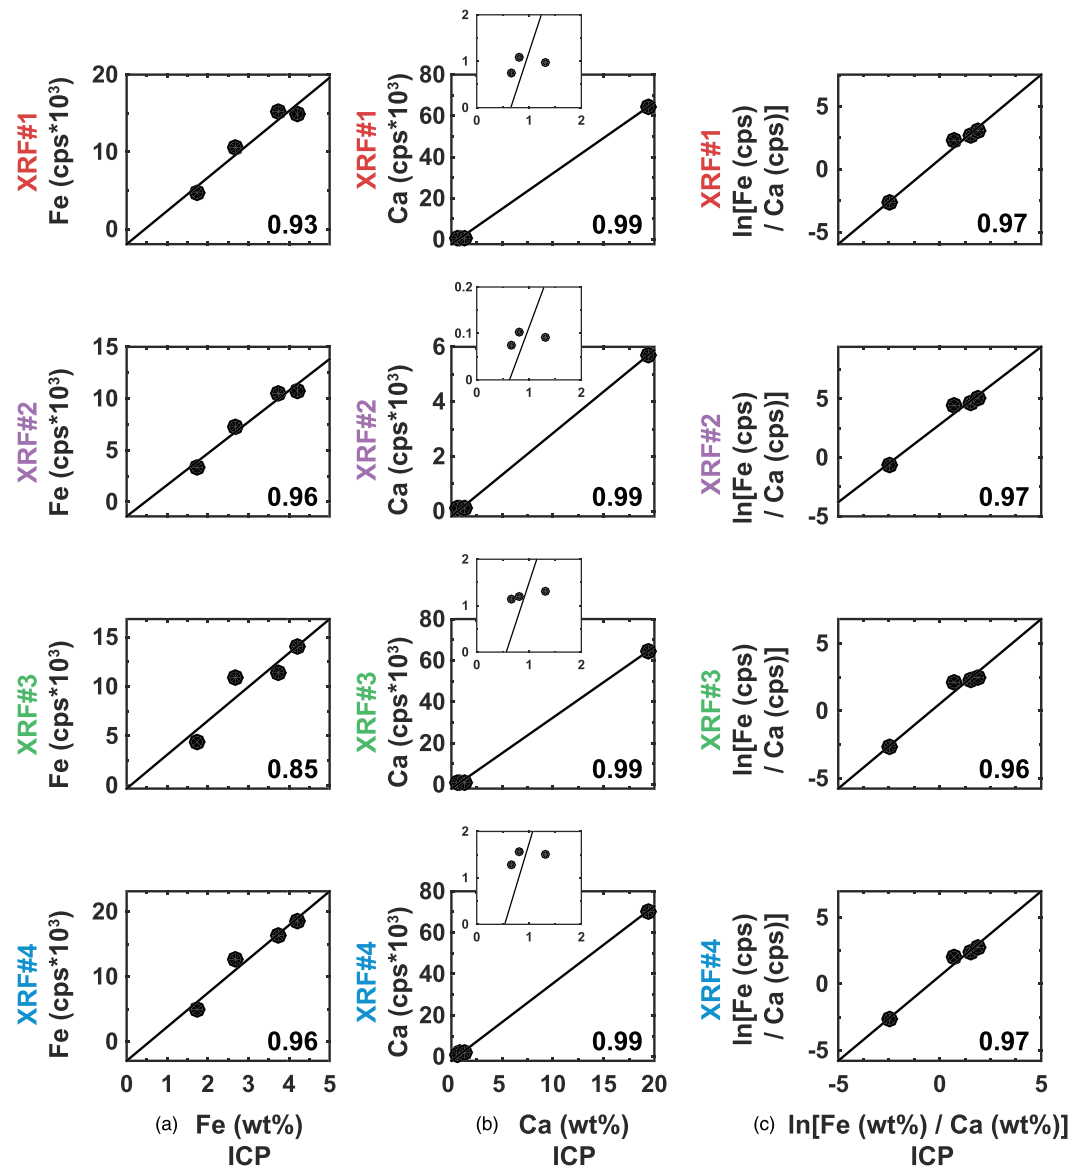 XRF#1
Fe (cps*10³)
20
10
0
0.93
XRF#1
Ca (cps*10³)
80
60
40
20
0
0.99
2
1
0
0
1
2
XRF#1
ln[Fe (cps)
/ Ca (cps)]
5
0
-5
0.97
XRF#2
Fe (cps*10³)
15
10
5
0
0.96
XRF#2
Ca (cps*10³)
6
4
2
0
0.99
0.2
0.1
0
0
1
2
XRF#2
ln[Fe (cps)
/ Ca (cps)]
5
0
-5
0.97
XRF#3
Fe (cps*10³)
15
10
5
0
0.85
XRF#3
Ca (cps*10³)
80
60
40
20
0
0.99
2
1
0
0
1
2
XRF#3
ln[Fe (cps)
/ Ca (cps)]
5
0
-5
0.96
XRF#4
Fe (cps*10³)
20
10
0
0.96
0 1 2 3 4 5
(a) Fe (wt%)
ICP
XRF#4
Ca (cps*10³)
80
60
40
20
0
0.99
2
1
0
0
1
2
0 5 10 15 20
(b) Ca (wt%)
ICP
XRF#4
ln[Fe (cps)
/ Ca (cps)]
5
0
-5
0.97
-5 0 5
(c) ln[Fe (wt%) / Ca (wt%)]
ICP